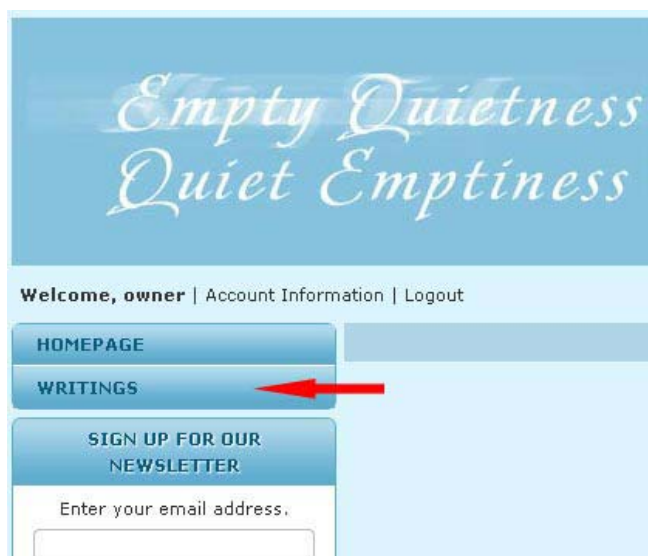 Empty Quietness
Quiet Emptiness
Welcome, owner | Account Information | Logout
HOMEPAGE
WRITINGS
SIGN UP FOR OUR
NEWSLETTER
Enter your email address.